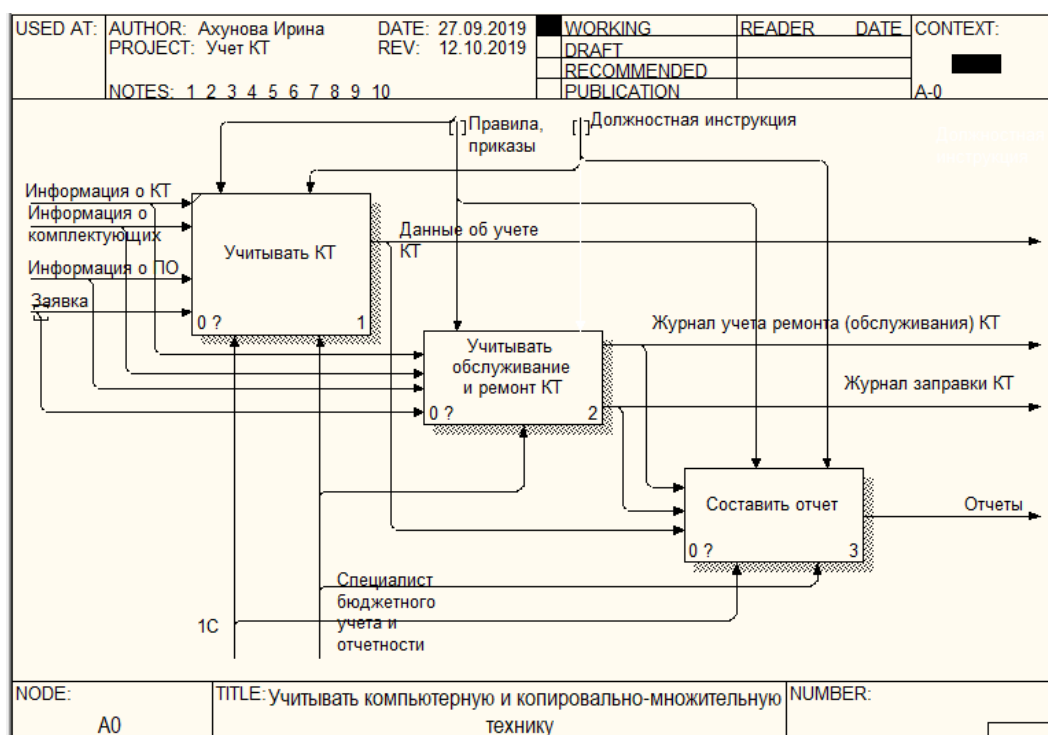 USED AT:
AUTHOR: Ахунова Ирина
DATE: 27.09.2019
PROJECT: Учет КТ
REV: 12.10.2019
NOTES: 1 2 3 4 5 6 7 8 9 10
WORKING
DRAFT
RECOMMENDED
PUBLICATION
READER
DATE
CONTEXT:
A-0
Правила,
приказы
Должностная инструкция
Информация о КТ
Информация о
комплектующих
Информация о ПО
Заявка
Учитывать КТ
0 ?
1
Данные об учете
КТ
Журнал учета ремонта (обслуживания) КТ
Учитывать
обслуживание
и ремонт КТ
0 ?
2
Журнал заправки КТ
Составить отчет
0 ?
3
Отчеты
Специалист
бюджетного
учета и
отчетности
1С
NODE:
A0
TITLE: Учитывать компьютерную и копировально-множительную
технику
NUMBER: